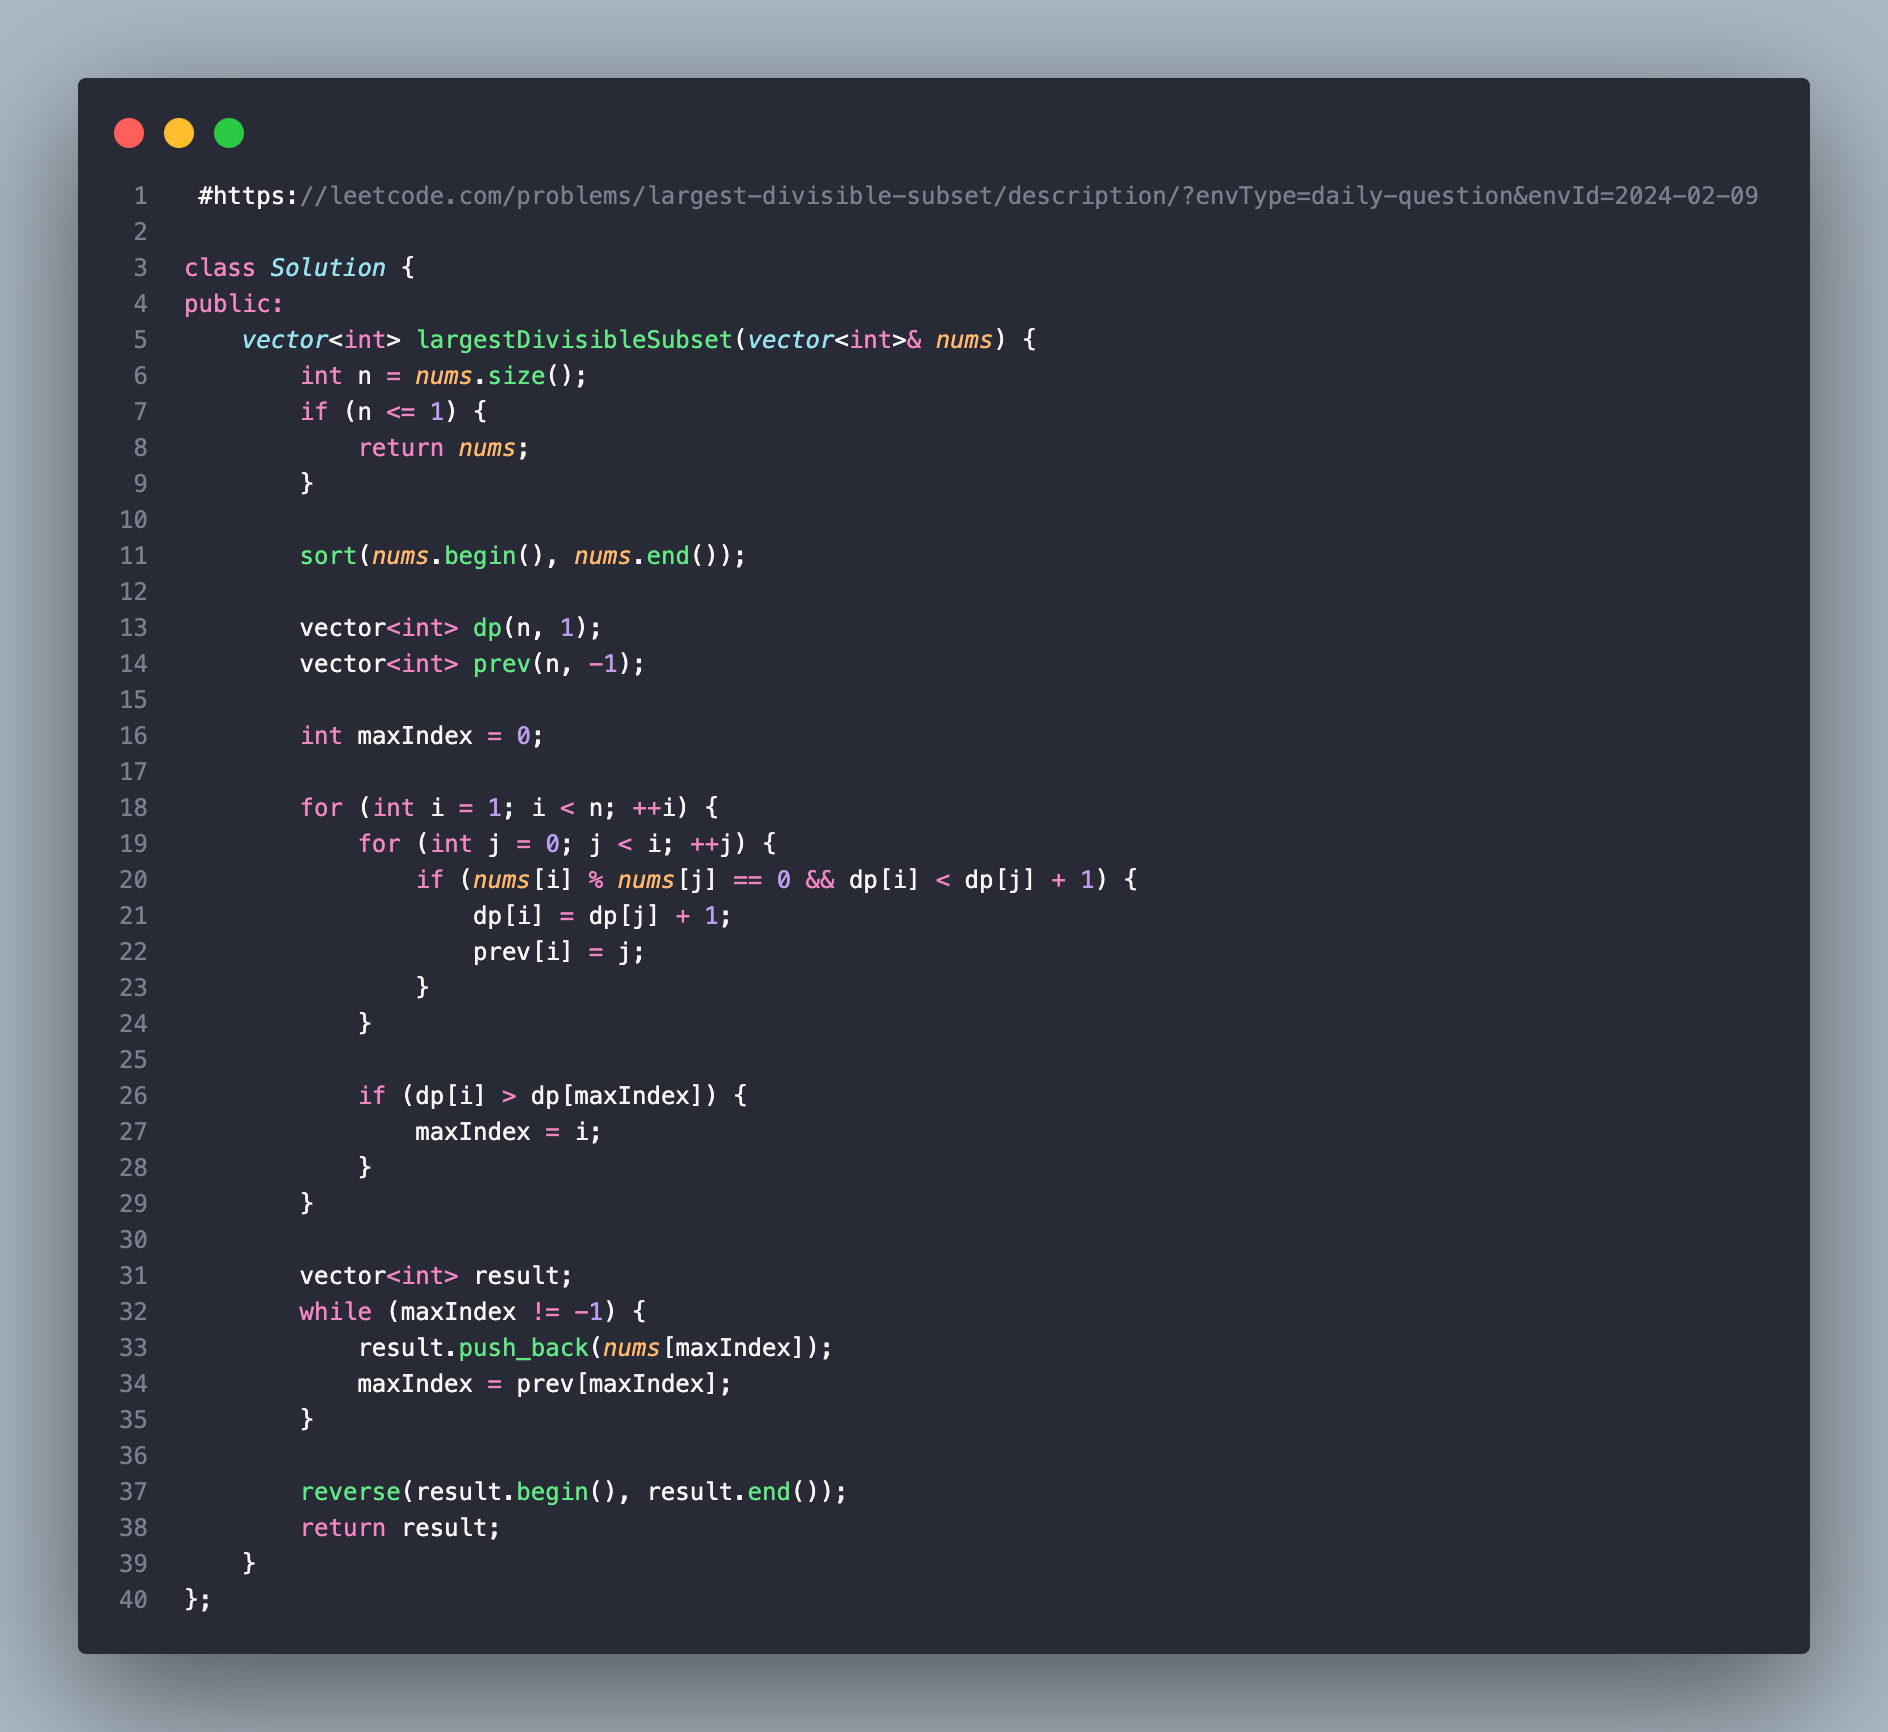 1 #https://leetcode.com/problems/largest-divisible-subset/description/?envType=daily-question&envId=2024-02-09
2
3 class Solution {
4 public:
5     vector<int> largestDivisibleSubset(vector<int>& nums) {
6         int n = nums.size();
7         if (n <= 1) {
8             return nums;
9         }
10
11         sort(nums.begin(), nums.end());
12
13         vector<int> dp(n, 1);
14         vector<int> prev(n, -1);
15
16         int maxIndex = 0;
17
18         for (int i = 1; i < n; ++i) {
19             for (int j = 0; j < i; ++j) {
20                 if (nums[i] % nums[j] == 0 && dp[i] < dp[j] + 1) {
21                     dp[i] = dp[j] + 1;
22                     prev[i] = j;
23                 }
24             }
25
26             if (dp[i] > dp[maxIndex]) {
27                 maxIndex = i;
28             }
29         }
30
31         vector<int> result;
32         while (maxIndex != -1) {
33             result.push_back(nums[maxIndex]);
34             maxIndex = prev[maxIndex];
35         }
36
37         reverse(result.begin(), result.end());
38         return result;
39     }
40 };